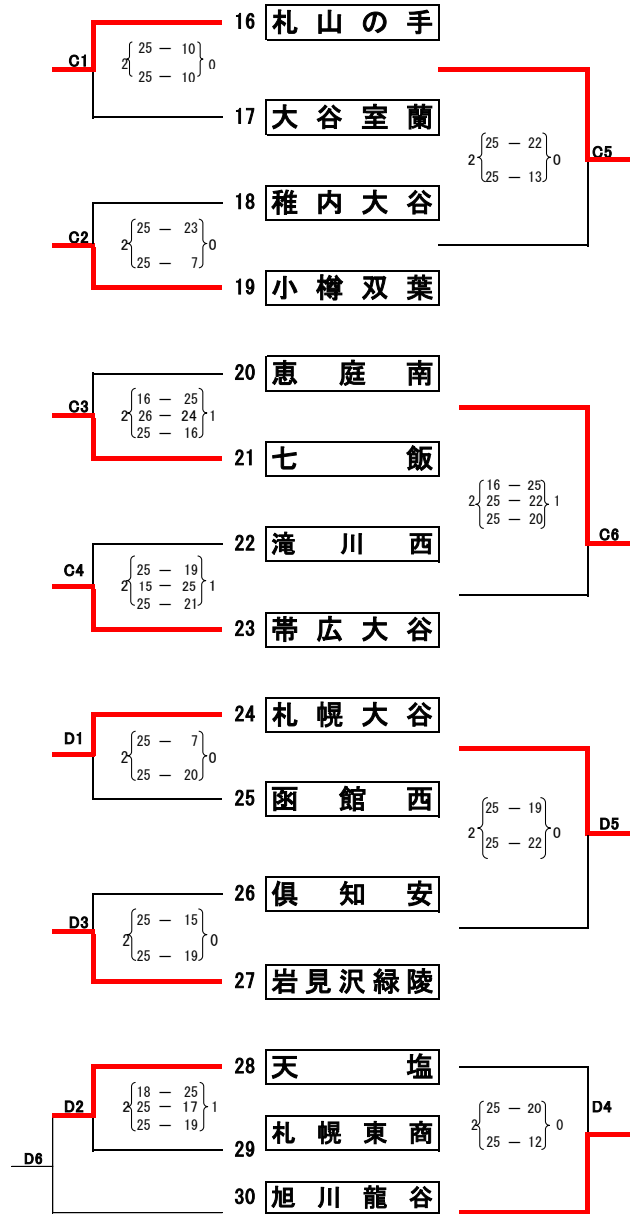 16 札山の手
C1
2 25 － 10 0
25 － 10
17 大谷室蘭
2 25 － 22 0
25 － 13
C5
18 稚内大谷
C2
2 25 － 23 0
25 － 7
19 小樽双葉
20 恵庭南
C3
16 － 25
2 26 － 24 1
25 － 16
21 七飯
16 － 25
2 25 － 22 1
25 － 20
C6
22 滝川西
C4
25 － 19
2 15 － 25 1
25 － 21
23 帯広大谷
24 札幌大谷
D1
2 25 － 7 0
25 － 20
25 函館西
2 25 － 19 0
25 － 22
D5
26 倶知安
D3
2 25 － 15 0
25 － 19
27 岩見沢緑陵
28 天塩
D2
18 － 25
2 25 － 17 1
25 － 19
2 25 － 20 0
25 － 12
D4
29 札幌東商
D6
30 旭川龍谷